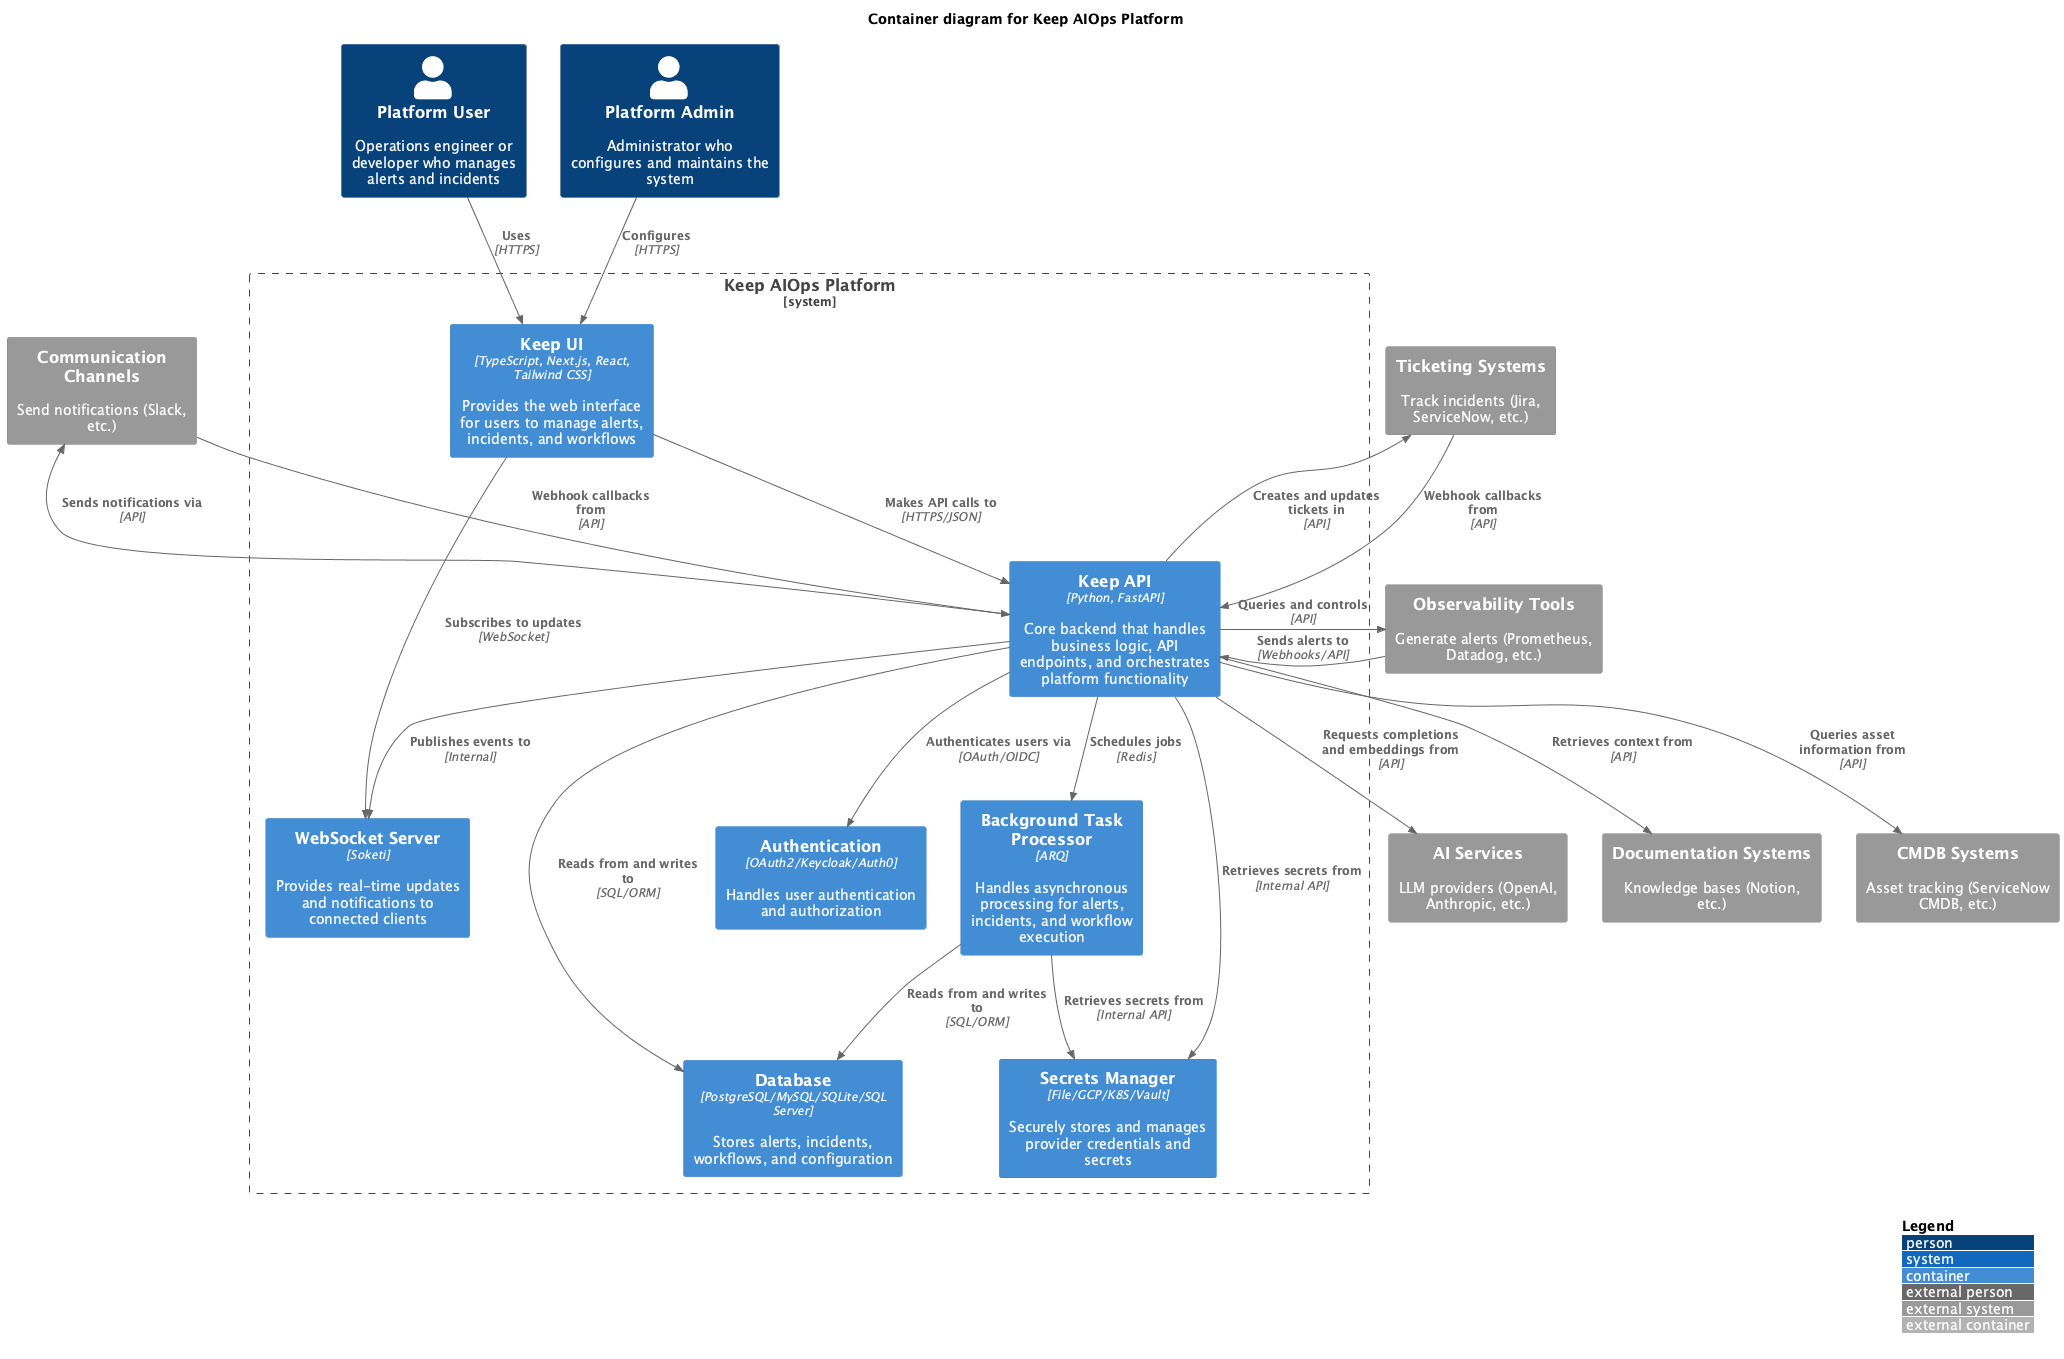 Container diagram for Keep AIOps Platform
Platform User
Operations engineer or
developer who manages
alerts and incidents
Platform Admin
Administrator who
configures and maintains the
system
Uses
[HTTPS]
Configures
[HTTPS]
Keep AIOps Platform
[system]
Keep UI
[TypeScript, Next.js, React,
Tailwind CSS]
Provides the web interface
for users to manage alerts,
incidents, and workflows
Communication
Channels
Send notifications (Slack,
etc.)
Ticketing Systems
Track incidents (Jira,
ServiceNow, etc.)
Sends notifications via
[API]
Webhook callbacks
from
[API]
Makes API calls to
[HTTPS/JSON]
Creates and updates
tickets in
[API]
Webhook callbacks
from
[API]
Keep API
[Python, FastAPI]
Core backend that handles
business logic, API
endpoints, and orchestrates
platform functionality
Queries and controls
[API]
Sends alerts to
[Webhooks/API]
Observability Tools
Generate alerts (Prometheus,
Datadog, etc.)
Subscribes to updates
[WebSocket]
Publishes events to
[Internal]
Authenticates users via
[OAuth/OIDC]
Schedules jobs
[Redis]
Requests completions
and embeddings from
[API]
Retrieves context from
[API]
Queries asset
information from
[API]
WebSocket Server
[Soketi]
Provides real-time updates
and notifications to
connected clients
Reads from and writes
to
[SQL/ORM]
Authentication
[OAuth2/Keycloak/Auth0]
Handles user authentication
and authorization
Background Task
Processor
[ARQ]
Handles asynchronous
processing for alerts,
incidents, and workflow
execution
Retrieves secrets from
[Internal API]
AI Services
LLM providers (OpenAI,
Anthropic, etc.)
Documentation Systems
Knowledge bases (Notion,
etc.)
CMDB Systems
Asset tracking (ServiceNow
CMDB, etc.)
Reads from and writes
to
[SQL/ORM]
Retrieves secrets from
[Internal API]
Database
[PostgreSQL/MySQL/SQLite/SQL
Server]
Stores alerts, incidents,
workflows, and configuration
Secrets Manager
[File/GCP/K8S/Vault]
Securely stores and manages
provider credentials and
secrets
Legend
person
system
container
external person
external system
external container